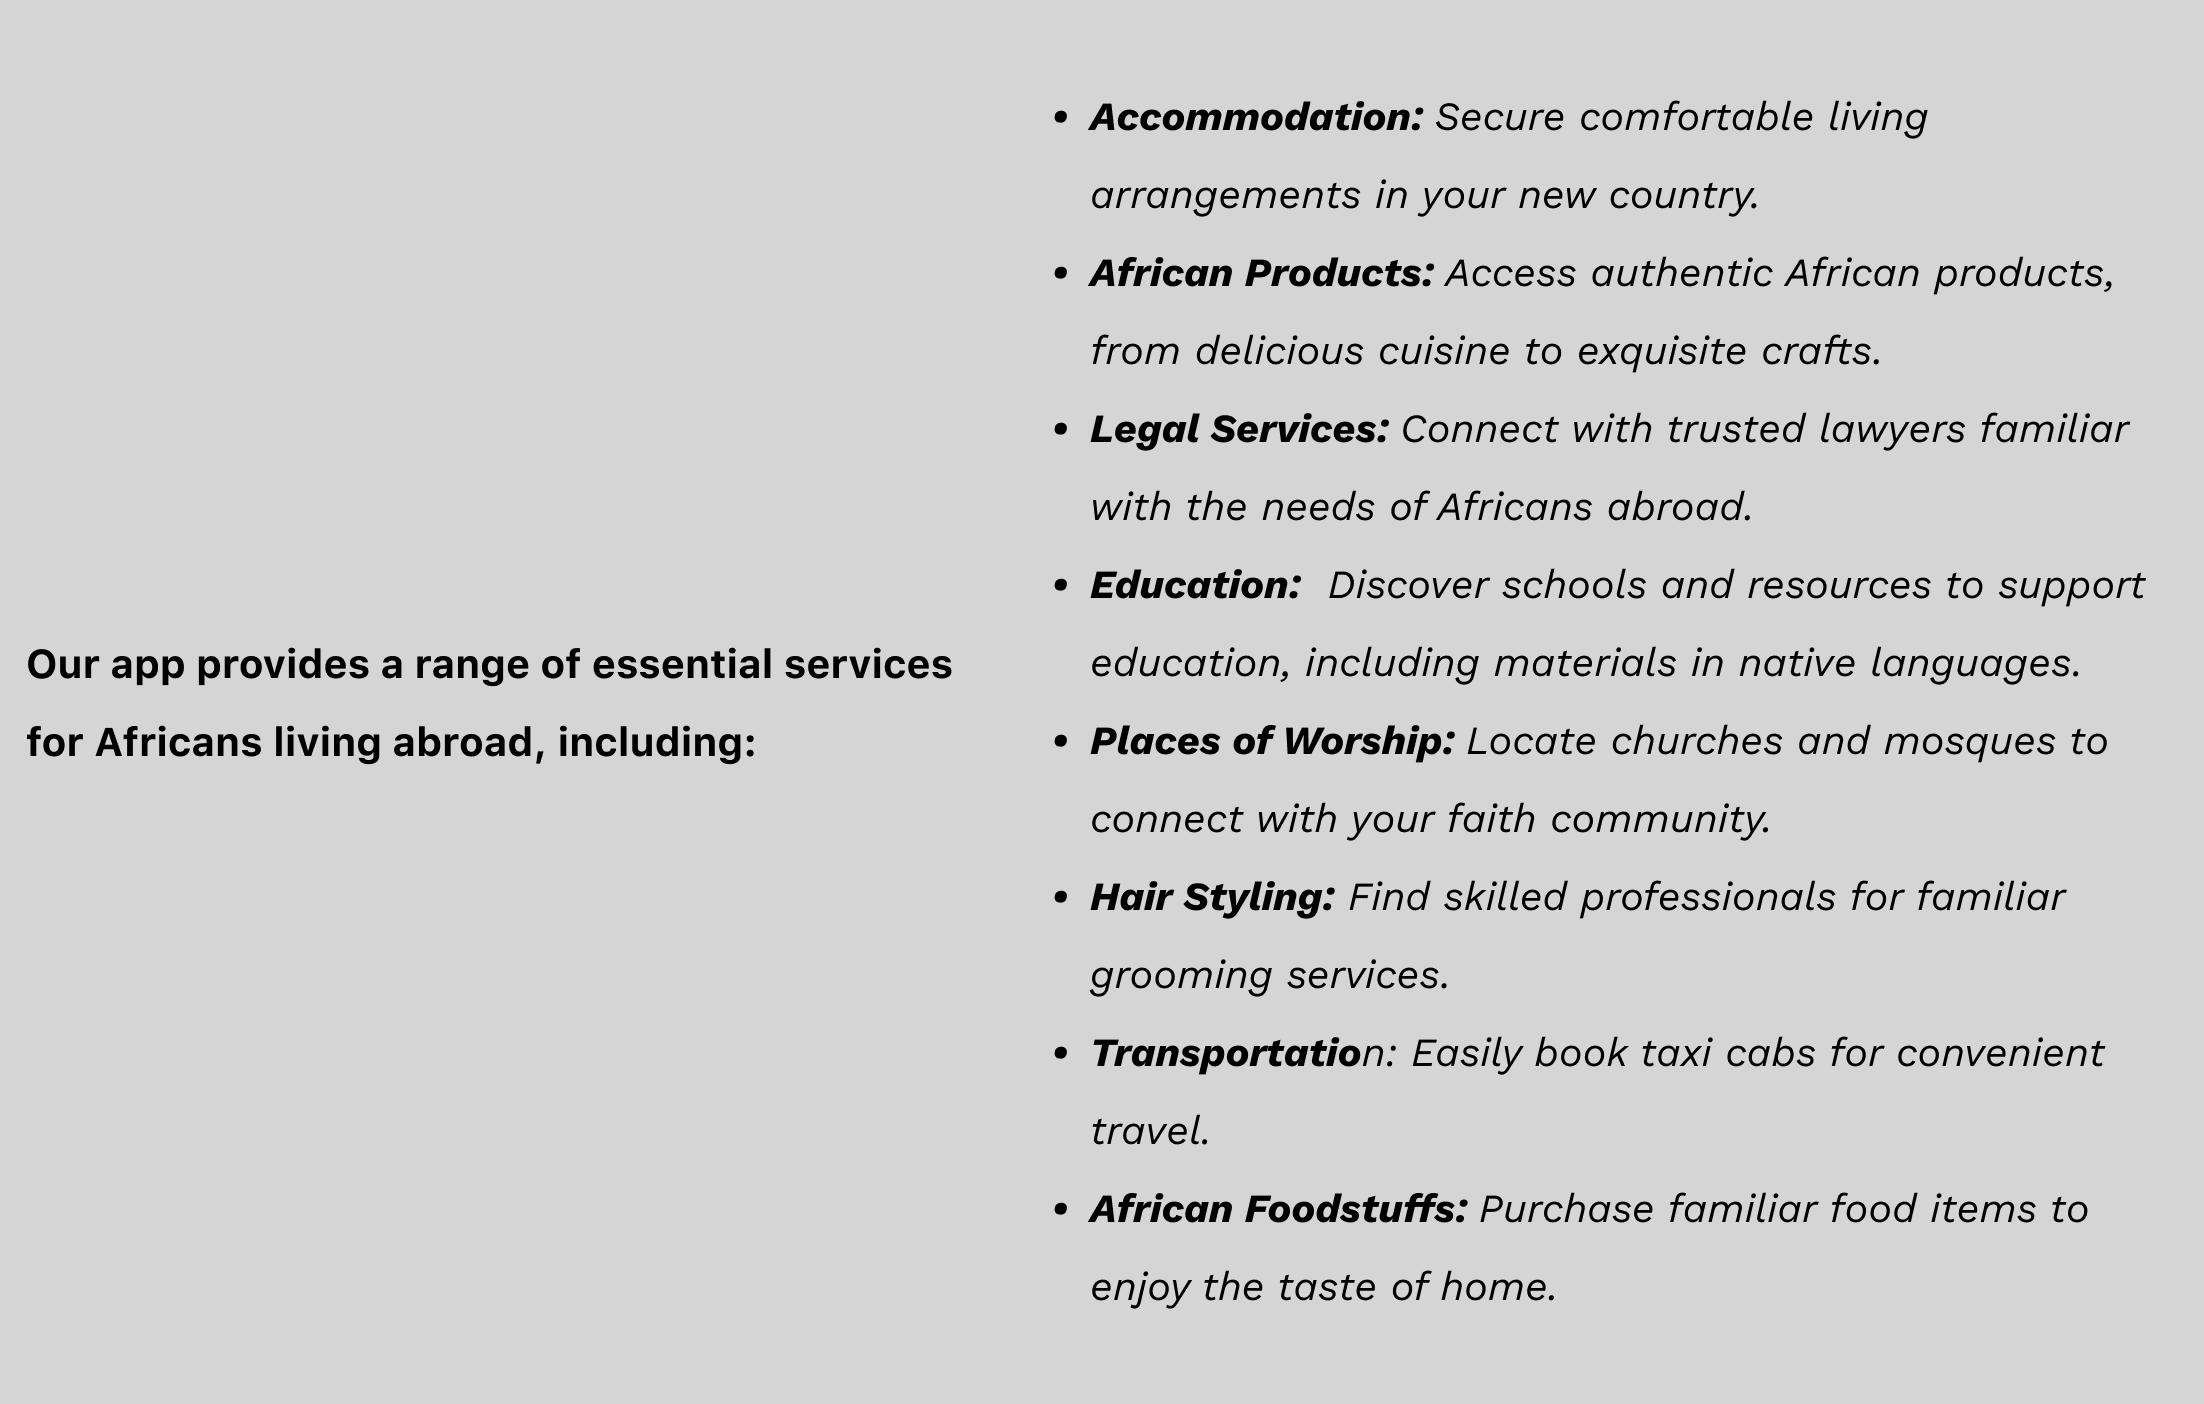 Our app provides a range of essential services
for Africans living abroad, including:
• Accommodation: Secure comfortable living
arrangements in your new country.
• African Products: Access authentic African products,
from delicious cuisine to exquisite crafts.
• Legal Services: Connect with trusted lawyers familiar
with the needs of Africans abroad.
• Education:  Discover schools and resources to support
education, including materials in native languages.
• Places of Worship: Locate churches and mosques to
connect with your faith community.
• Hair Styling: Find skilled professionals for familiar
grooming services.
• Transportation: Easily book taxi cabs for convenient
travel.
• African Foodstuffs: Purchase familiar food items to
enjoy the taste of home.